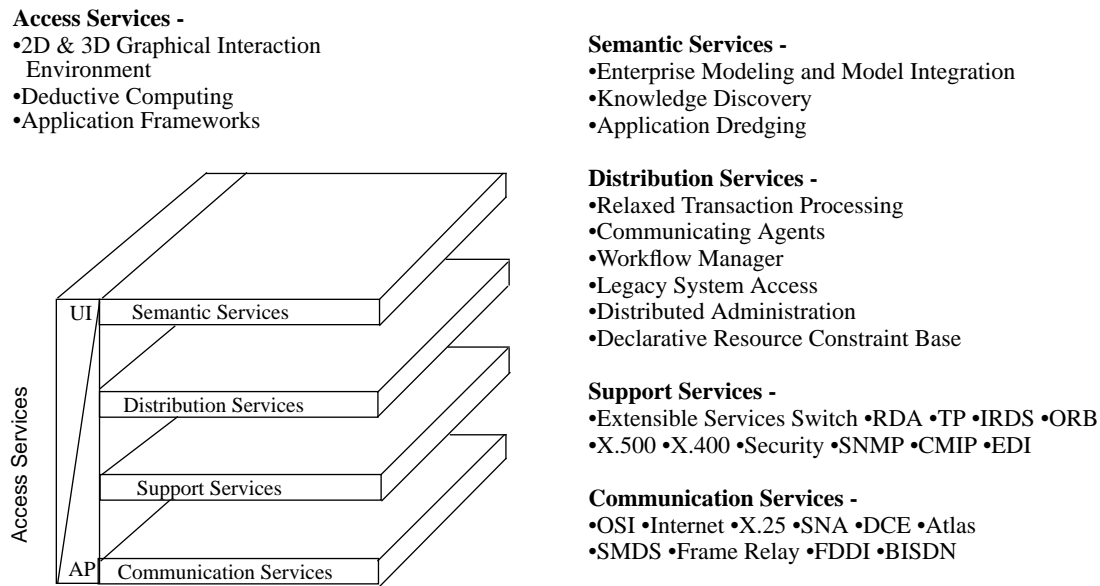 Access Services -
•2D & 3D Graphical Interaction
Environment
•Deductive Computing
•Application Frameworks
UI
Semantic Services
Distribution Services
Support Services
AP
Communication Services
Access Services
Semantic Services -
•Enterprise Modeling and Model Integration
•Knowledge Discovery
•Application Dredging
Distribution Services -
•Relaxed Transaction Processing
•Communicating Agents
•Workflow Manager
•Legacy System Access
•Distributed Administration
•Declarative Resource Constraint Base
Support Services -
•Extensible Services Switch •RDA •TP •IRDS •ORB
•X.500 •X.400 •Security •SNMP •CMIP •EDI
Communication Services -
•OSI •Internet •X.25 •SNA •DCE •Atlas
•SMDS •Frame Relay •FDDI •BISDN